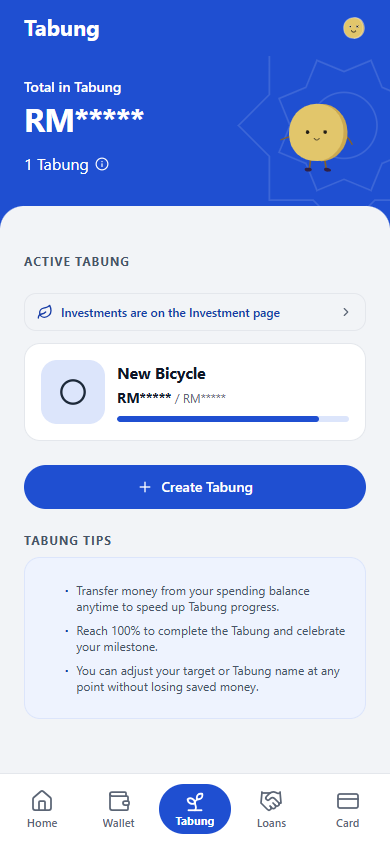 Tabung
Total in Tabung
RM*****
1 Tabung
ACTIVE TABUNG
Investments are on the Investment page
New Bicycle
RM***** / RM*****
Create Tabung
TABUNG TIPS
• Transfer money from your spending balance
anytime to speed up Tabung progress.
• Reach 100% to complete the Tabung and celebrate
your milestone.
• You can adjust your target or Tabung name at any
point without losing saved money.
Home
Wallet
Tabung
Loans
Card